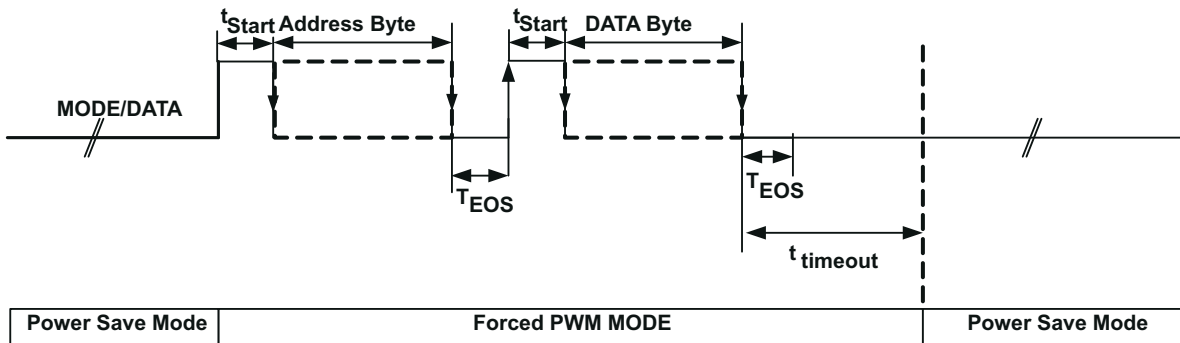 tStart Address Byte tStart DATA Byte
MODE/DATA
TEOS TEOS
t timeout
Power Save Mode Forced PWM MODE Power Save Mode